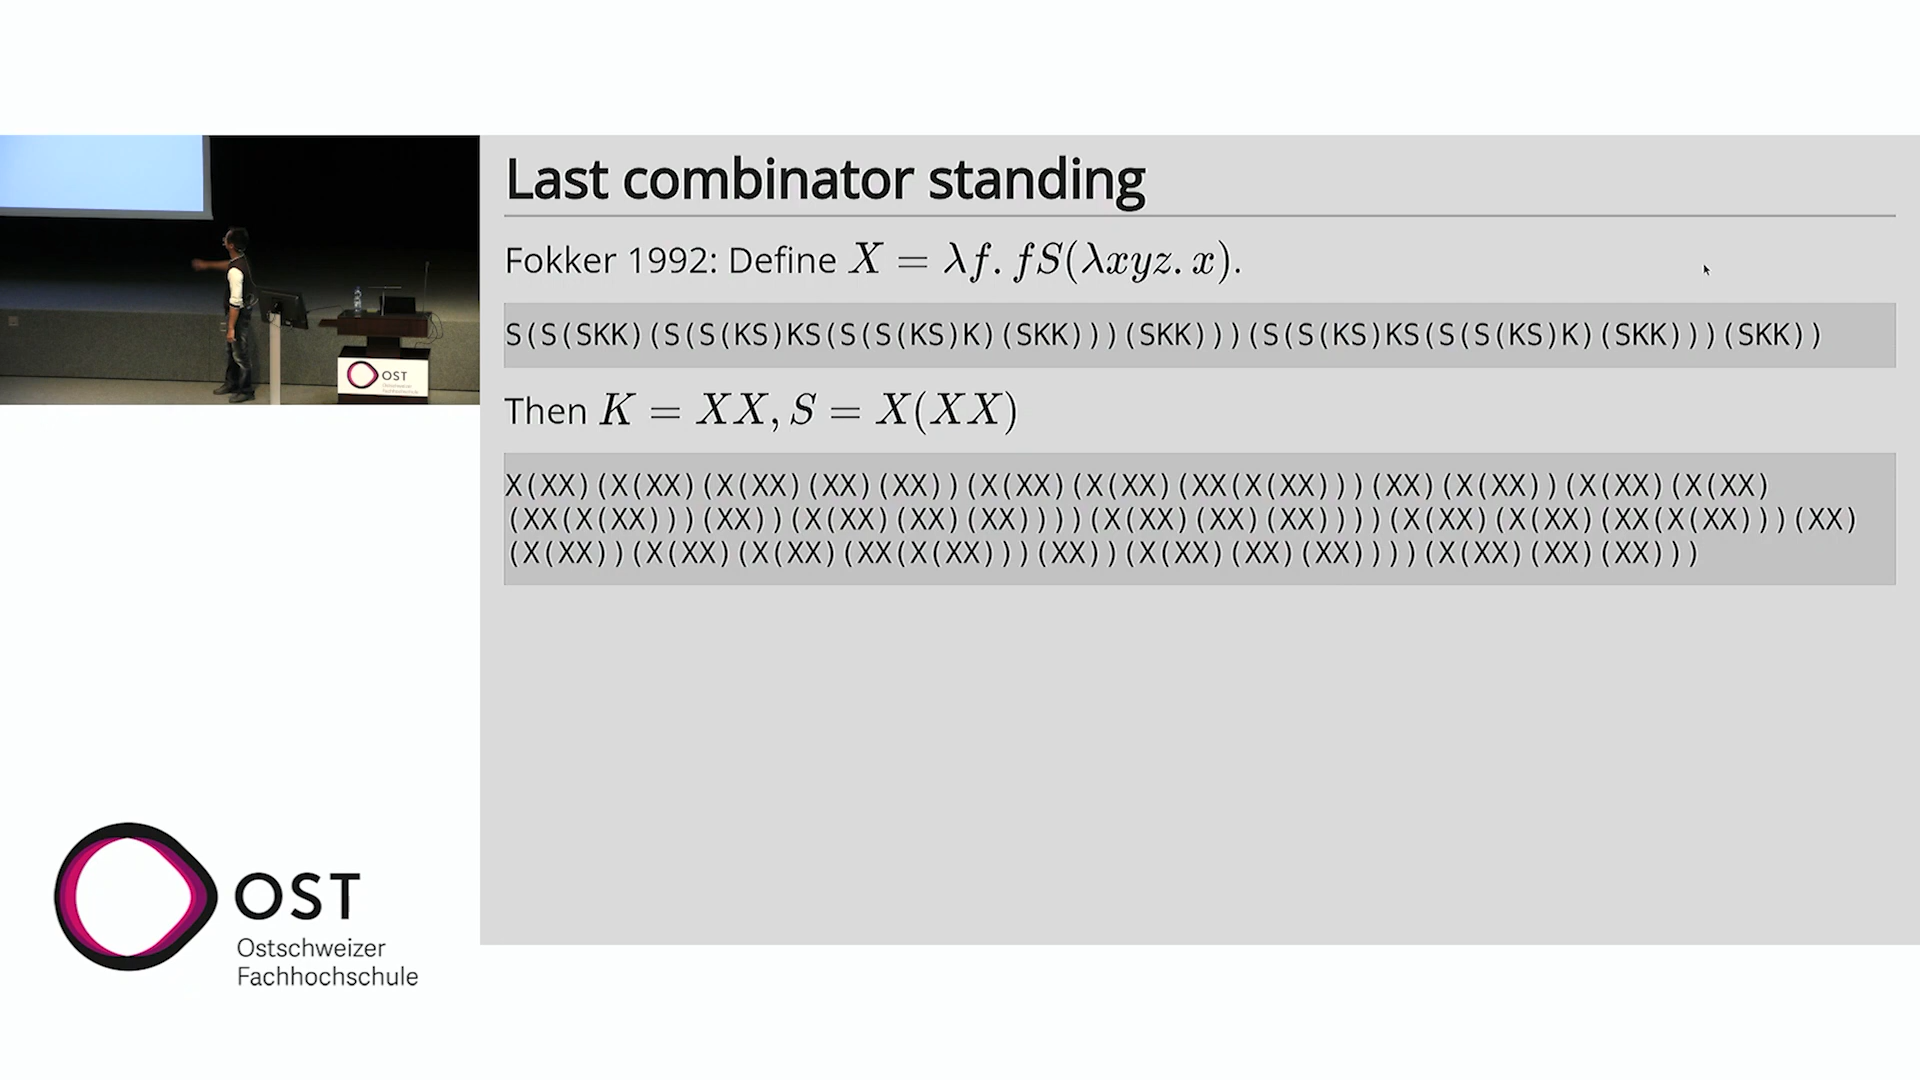 Last combinator standing
Fokker 1992: Define X = λf. fS(λxyz. x).
S(S(SKK)(S(S(KS)KS(S(S(KS)K)(SKK)))(SKK)))(S(S(KS)KS(S(S(KS)K)(SKK)))(SKK))
Then K = XX, S = X(XX)
X(XX)(X(XX)(X(XX)(XX)(XX))(X(XX)(X(XX)(XX(X(XX)))(XX)(X(XX))(X(XX)(X(XX)
(XX(X(XX)))(XX))(X(XX)(XX)(XX))))(X(XX)(XX)(XX))))(X(XX)(X(XX)(XX(X(XX)))(XX)
(X(XX))(X(XX)(X(XX)(XX(X(XX)))(XX))(X(XX)(XX)(XX))))(X(XX)(XX)(XX)))
OST
OST
Ostschweizer
Fachhochschule